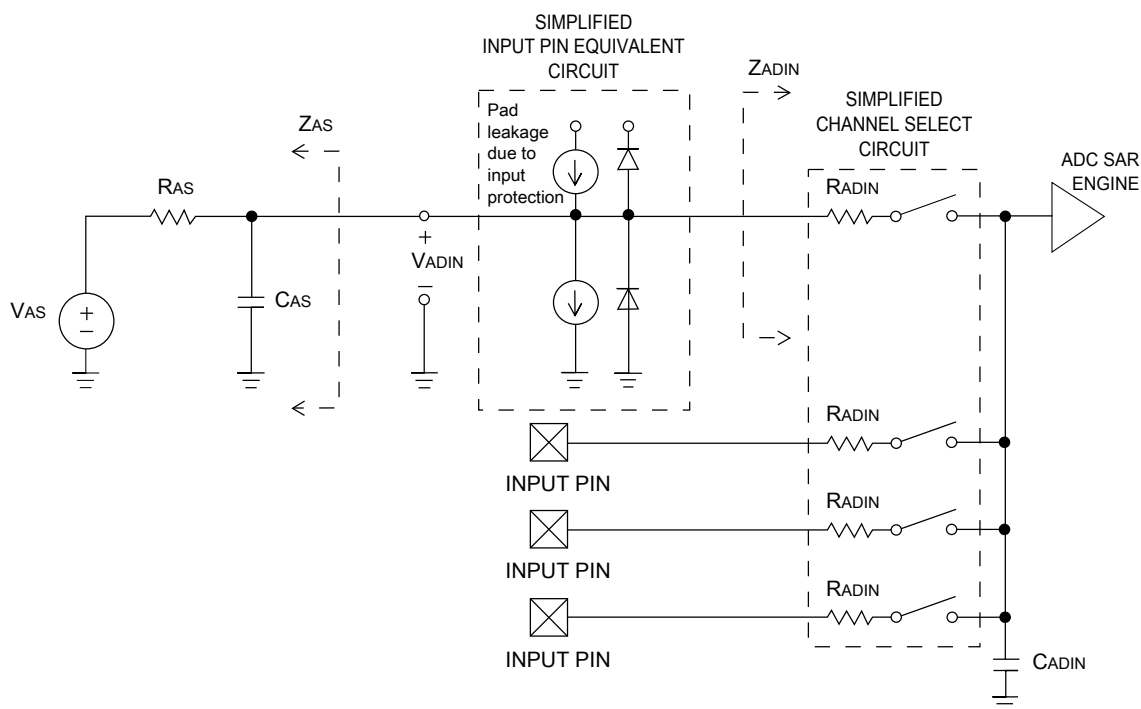 SIMPLIFIED
INPUT PIN EQUIVALENT
CIRCUIT
ZADIN
SIMPLIFIED
CHANNEL SELECT
CIRCUIT
Pad
leakage
due to
input
protection
ZAS
RAS
RADIN
ADC SAR
ENGINE
+
VADIN
–
CAS
VAS
+
–
RADIN
INPUT PIN
RADIN
INPUT PIN
RADIN
INPUT PIN
CADIN